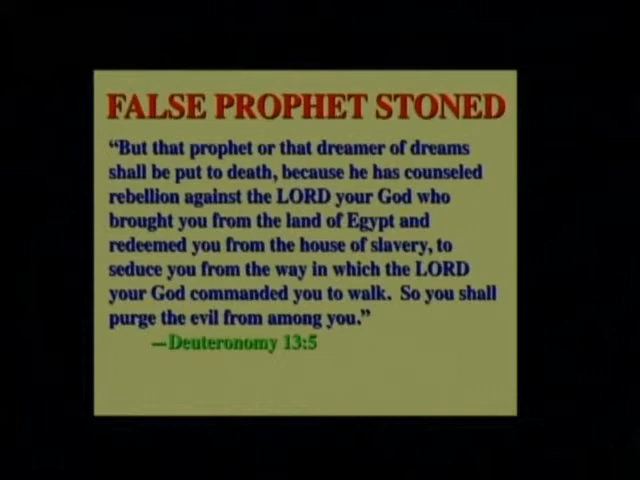 FALSE PROPHET STONED
“But that prophet or that dreamer of dreams
shall be put to death, because he has counseled
rebellion against the LORD your God who
brought you from the land of Egypt and
redeemed you from the house of slavery, to
seduce you from the way in which the LORD
your God commanded you to walk.  So you shall
purge the evil from among you.”
—Deuteronomy 13:5